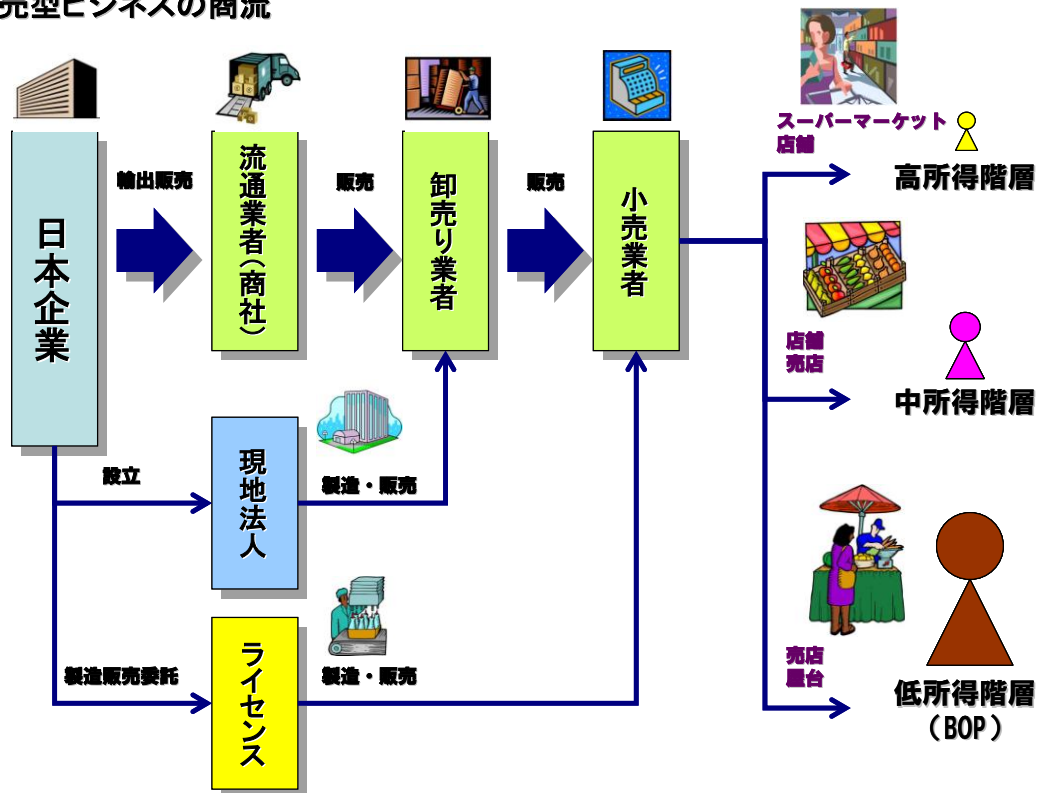 売型ビジネスの商流
日本企業
輸出販売
流通業者(商社)
販売
卸売り業者
販売
小売業者
スーパーマーケット
店舗
高所得階層
店舗
売店
中所得階層
設立
現地法人
製造・販売
製造販売委託
ライセンス
製造・販売
売店
屋台
低所得階層
(BOP)